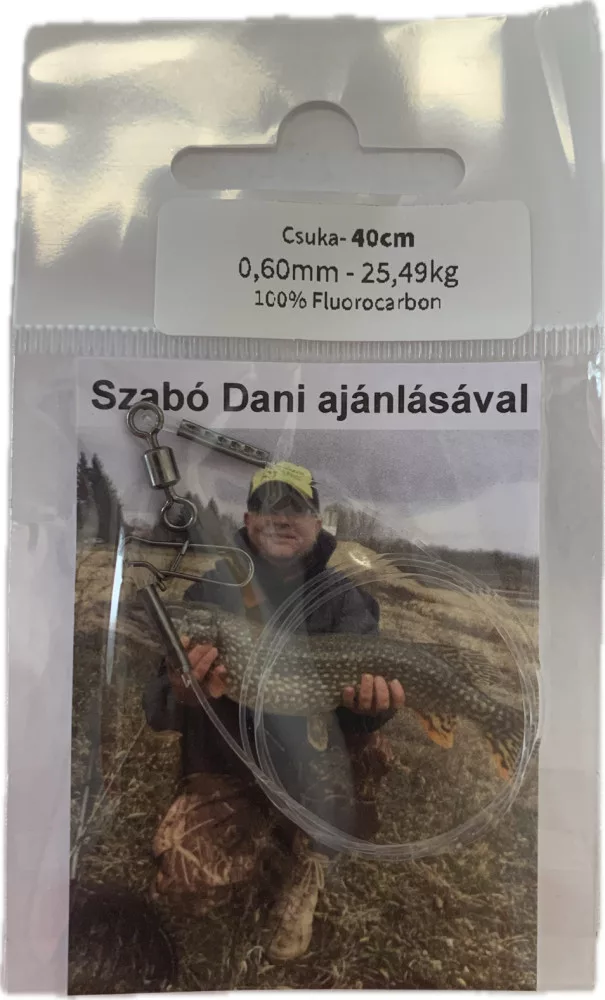 Csuka- 40cm
0,60mm - 25,49kg
100% Fluorocarbon
Szabó Dani ajánlásával